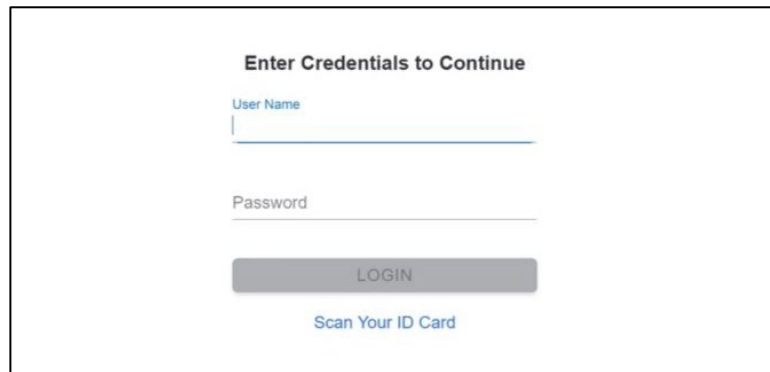 Enter Credentials to Continue
User Name
Password
LOGIN
Scan Your ID Card